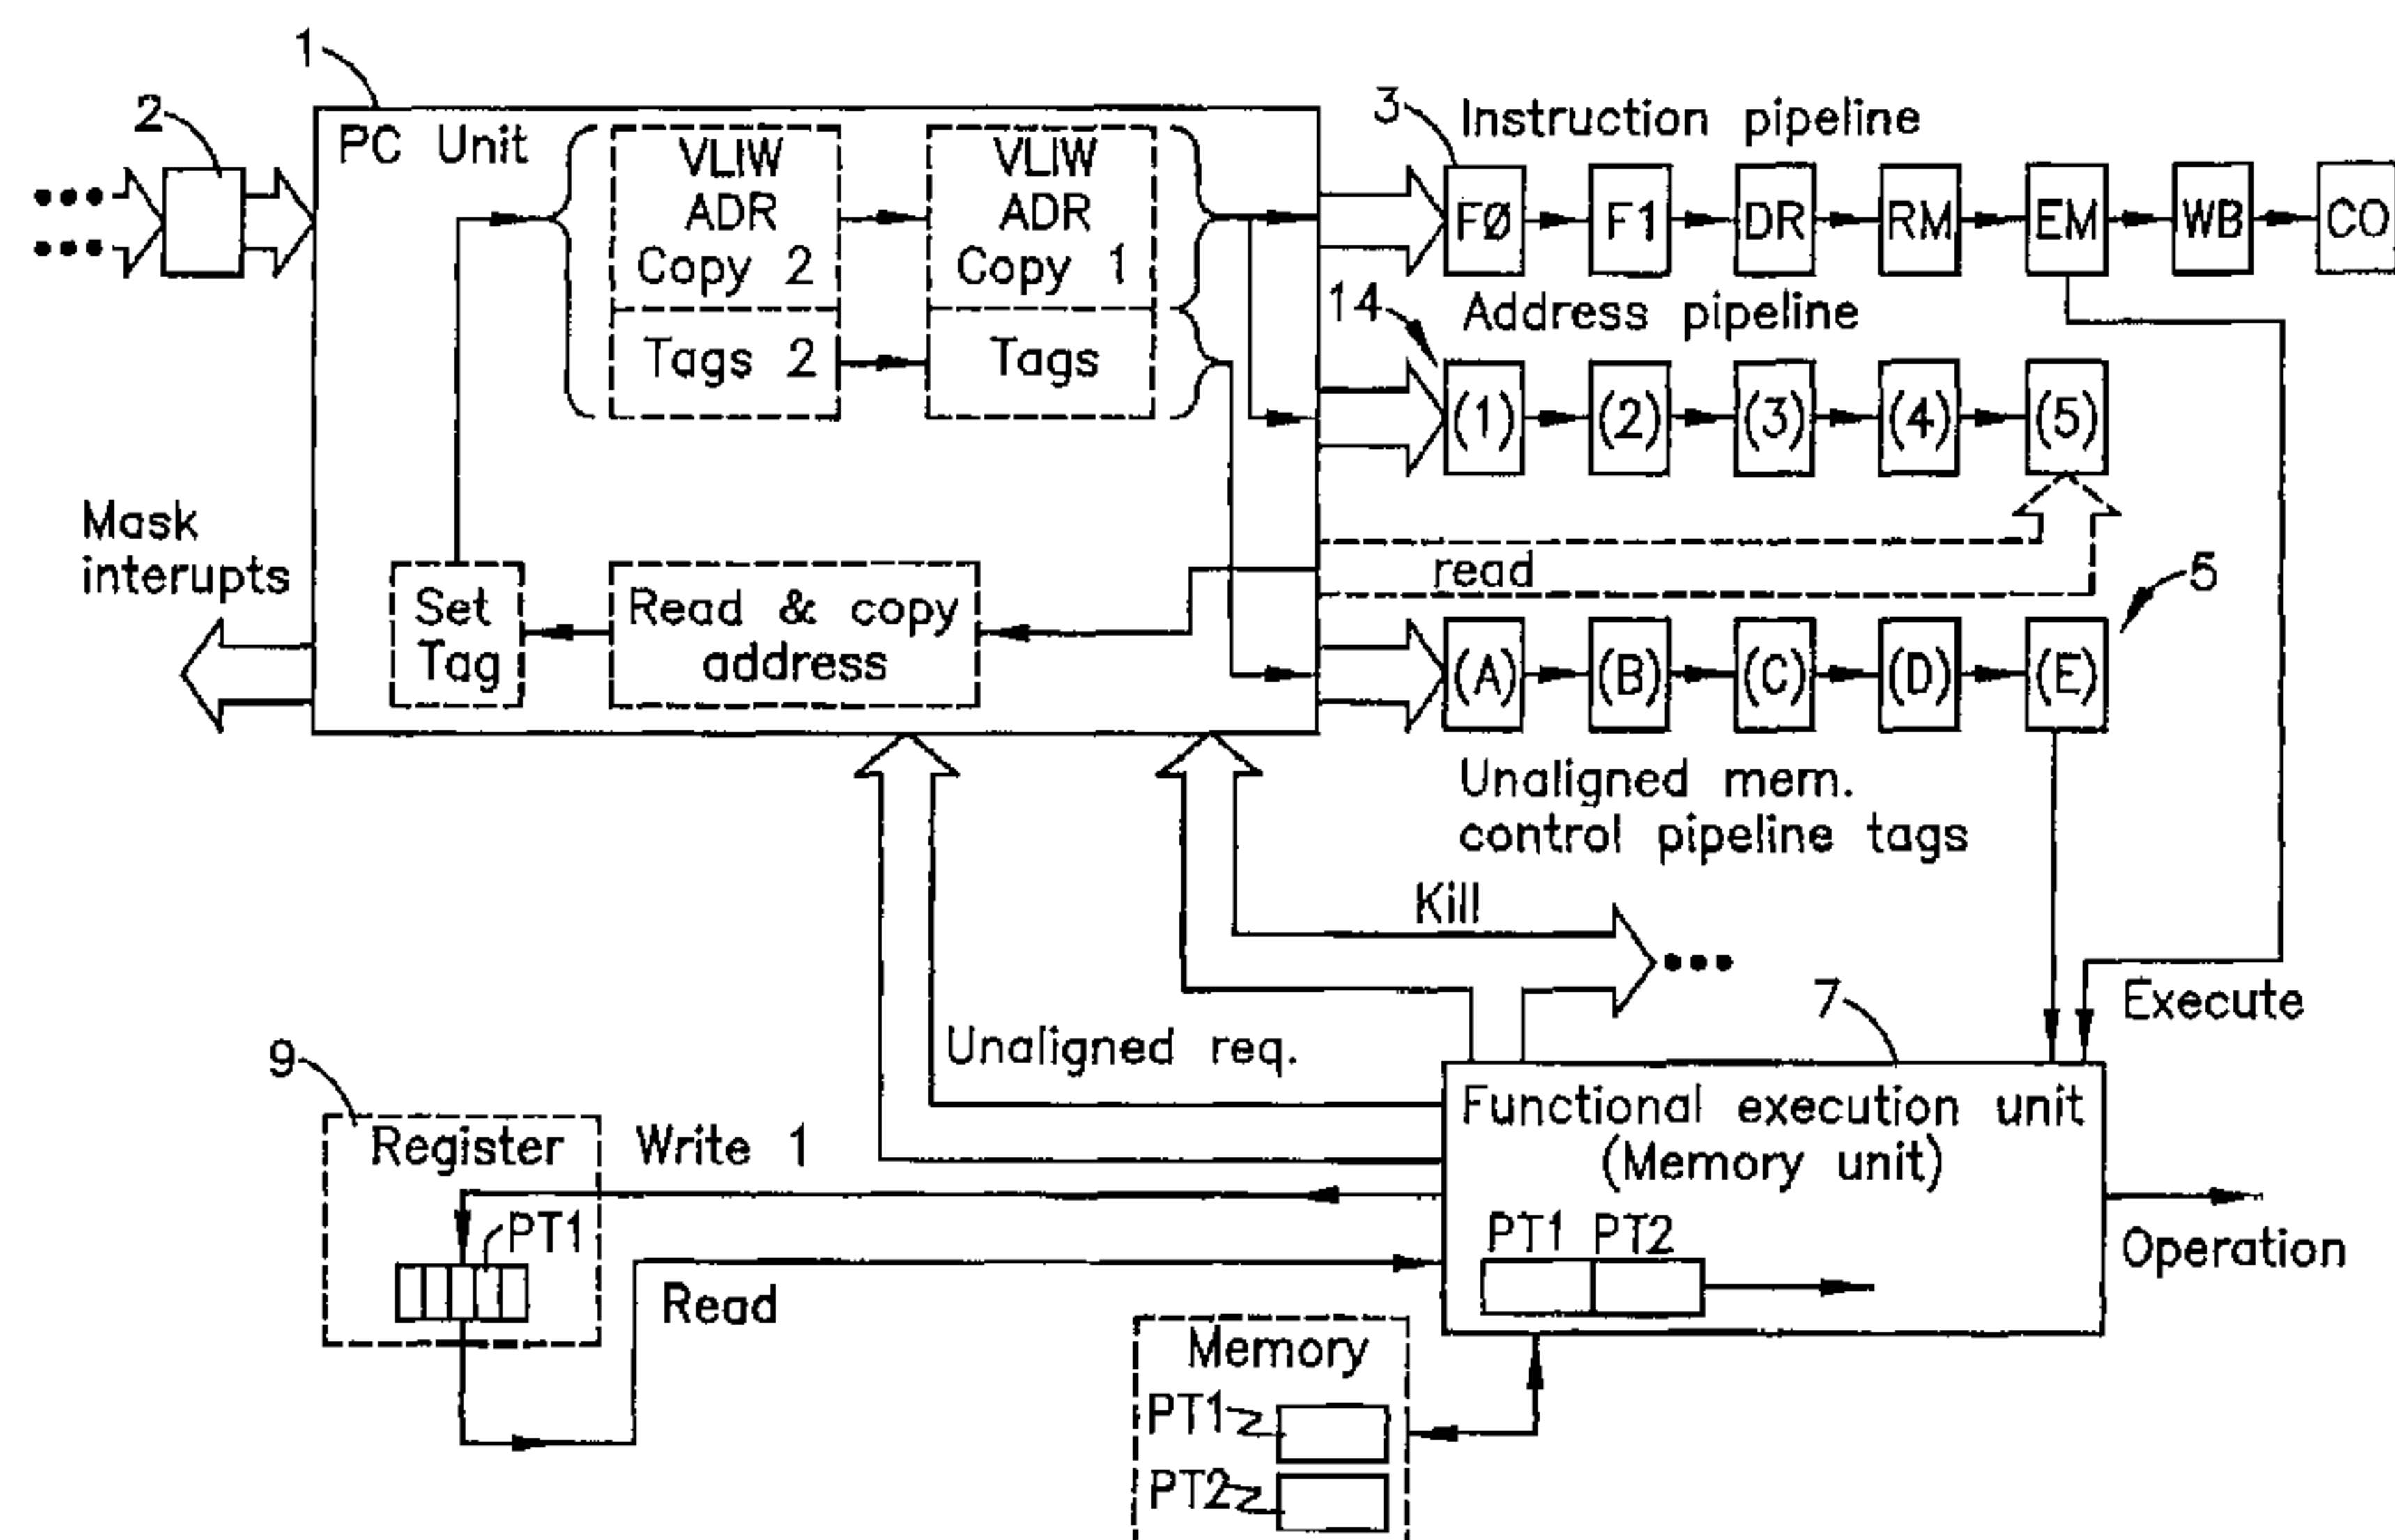 1
2
PC Unit
VLIW
ADR
Copy 2
Tags 2
VLIW
ADR
Copy 1
Tags
3
Instruction pipeline
FØ
F1
DR
RM
EM
WB
CO
14
Address pipeline
(1)
(2)
(3)
(4)
(5)
Mask
interupts
Set
Tag
Read & copy
address
read
5
(A)
(B)
(C)
(D)
(E)
Unaligned mem.
control pipeline tags
Kill
7
Execute
Unaligned req.
9
Register
PT1
Write 1
Read
Functional execution unit
(Memory unit)
PT1 PT2
Operation
Memory
PT1
PT2